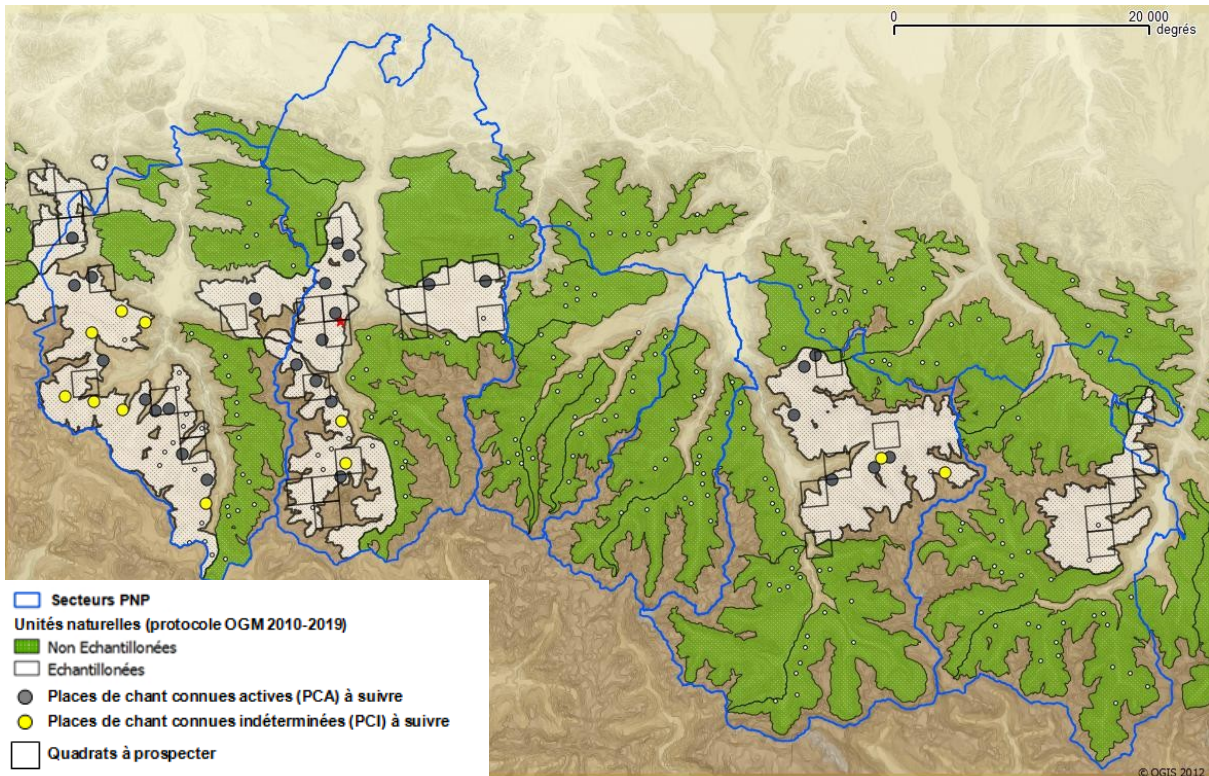 0 20 000
degrés
Secteurs PNP
Unités naturelles (protocole OGM 2010-2019)
Non Echantillonées
Echantillonées
Places de chant connues actives (PCA) à suivre
Places de chant connues indéterminées (PCI) à suivre
Quadrats à prospecter
© OGIS 2012